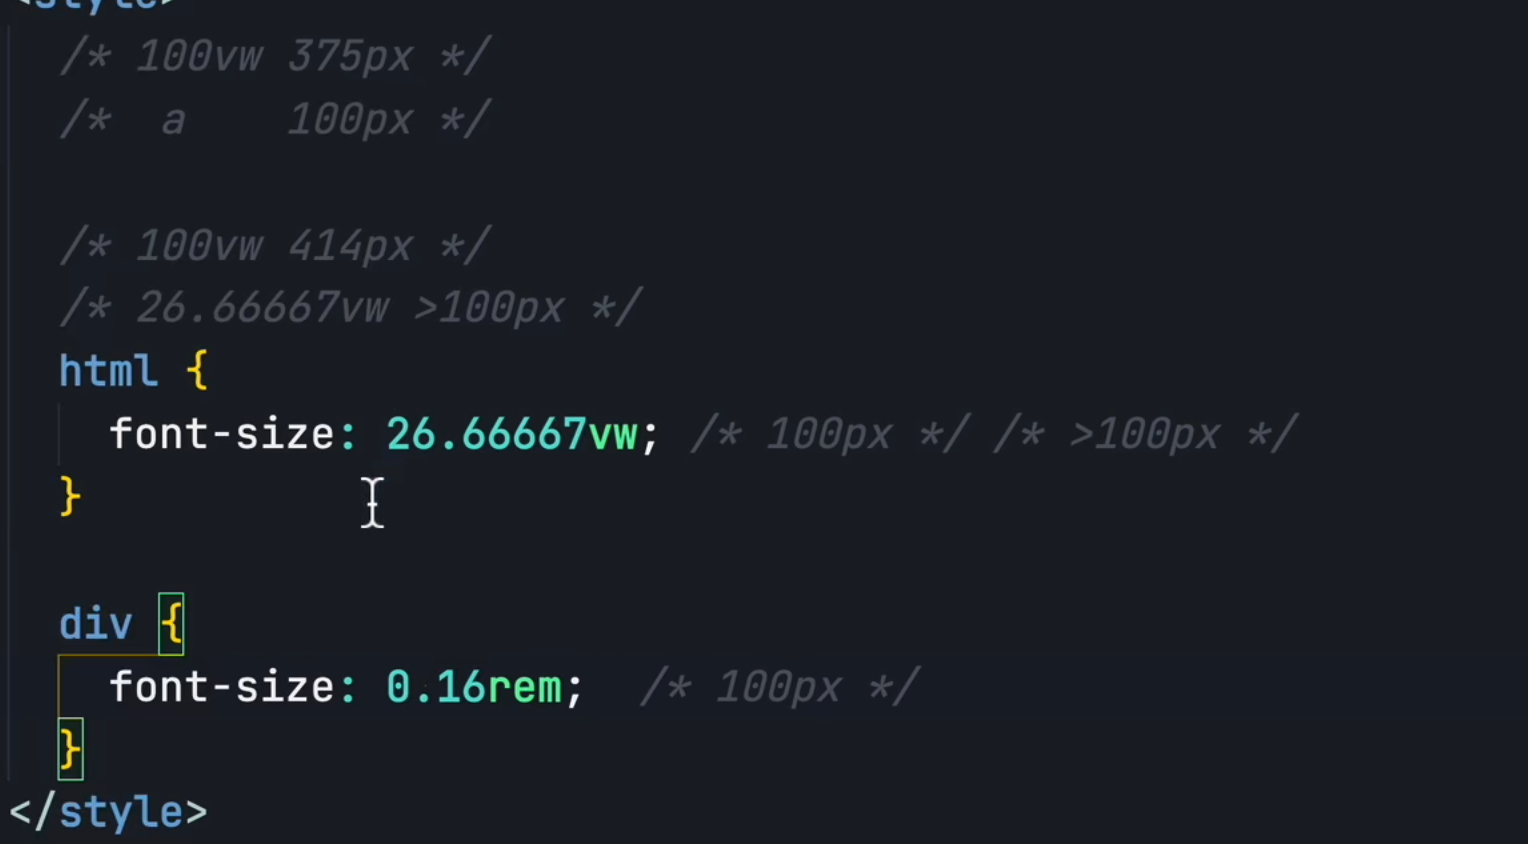 <style>
/* 100vw 375px */
/*  a    100px */
/* 100vw 414px */
/* 26.66667vw >100px */
html {
font-size: 26.66667vw; /* 100px */ /* >100px */
}
div {
font-size: 0.16rem;  /* 100px */
}
</style>